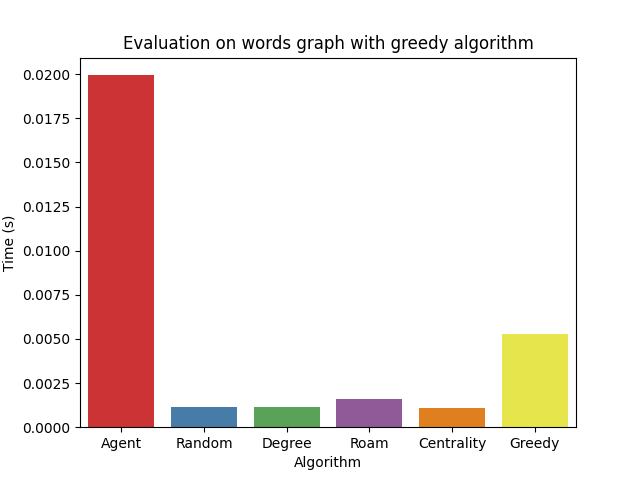 Evaluation on words graph with greedy algorithm
0.0200
0.0175
0.0150
0.0125
0.0100
0.0075
0.0050
0.0025
0.0000
Time (s)
Agent Random Degree Roam Centrality Greedy
Algorithm